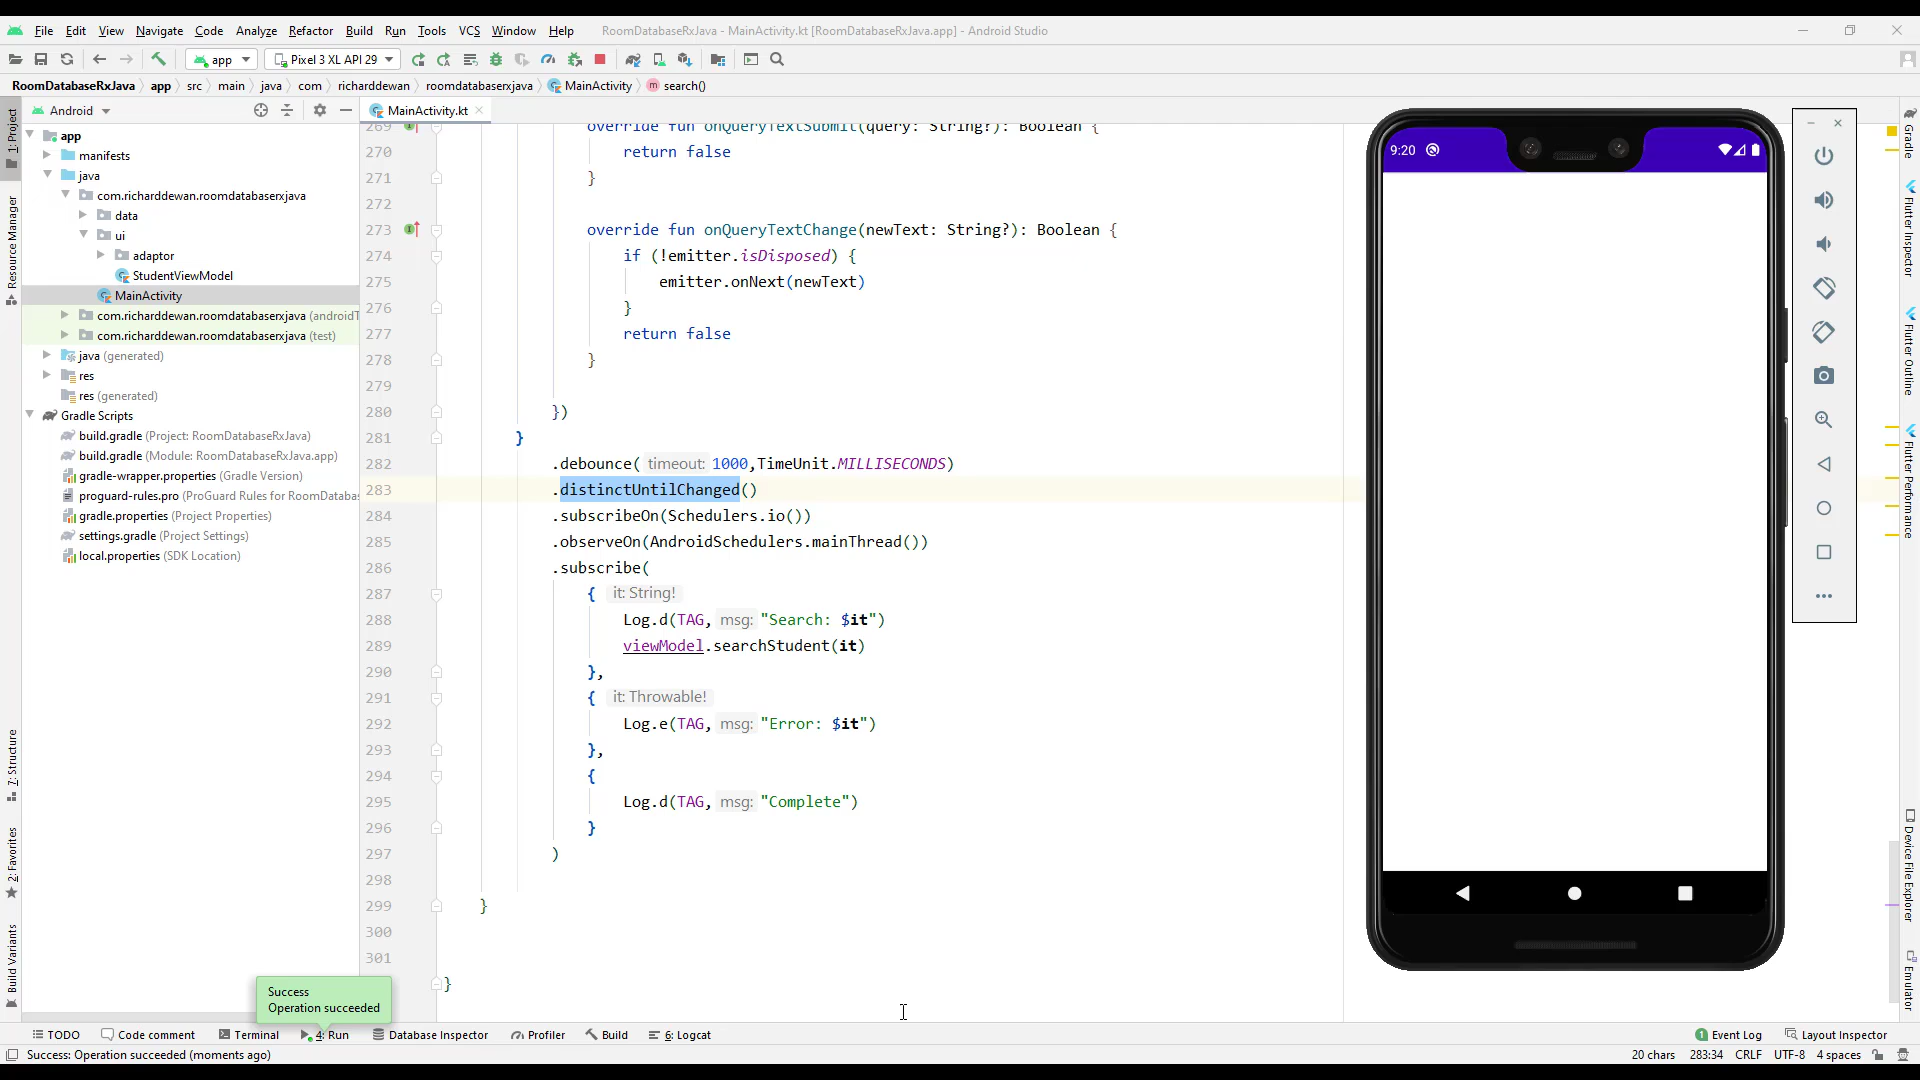 File Edit View Navigate Code Analyze Refactor Build Run Tools VCS Window Help RoomDatabaseRxJava - MainActivity.kt [RoomDatabaseRxJava.app] - Android Studio
app Pixel 3 XL API 29
RoomDatabaseRxJava app src main java com richarddewan roomdatabaserxjava MainActivity search()
Android
MainActivity.kt
1: Project
Resource Manager
7: Structure
2: Favorites
Build Variants
app
manifests
java
com.richarddewan.roomdatabaserxjava
data
ui
adaptor
StudentViewModel
MainActivity
com.richarddewan.roomdatabaserxjava (androidT
com.richarddewan.roomdatabaserxjava (test)
java (generated)
res
res (generated)
Gradle Scripts
build.gradle (Project: RoomDatabaseRxJava)
build.gradle (Module: RoomDatabaseRxJava.app)
gradle-wrapper.properties (Gradle Version)
proguard-rules.pro (ProGuard Rules for RoomDataba
gradle.properties (Project Properties)
settings.gradle (Project Settings)
local.properties (SDK Location)
269 override fun onQueryTextSubmit(query: String?): Boolean {
270 return false
271 }
272
273 override fun onQueryTextChange(newText: String?): Boolean {
274 if (!emitter.isDisposed) {
275 emitter.onNext(newText)
276 }
277 return false
278 }
279
280 })
281 }
282 .debounce( timeout: 1000,TimeUnit.MILLISECONDS)
283 .distinctUntilChanged()
284 .subscribeOn(Schedulers.io())
285 .observeOn(AndroidSchedulers.mainThread())
286 .subscribe(
287 { it: String!
288 Log.d(TAG, msg: "Search: $it")
289 viewModel.searchStudent(it)
290 },
291 { it: Throwable!
292 Log.e(TAG, msg: "Error: $it")
293 },
294 {
295 Log.d(TAG, msg: "Complete")
296 }
297 )
298
299 }
300
301
}
9:20
Gradle
Flutter Inspector
Flutter Outline
Flutter Performance
Device File Explorer
Emulator
Success
Operation succeeded
TODO Code comment Terminal 4: Run Database Inspector Profiler Build 6: Logcat 1 Event Log Layout Inspector
Success: Operation succeeded (moments ago) 20 chars 283:34 CRLF UTF-8 4 spaces